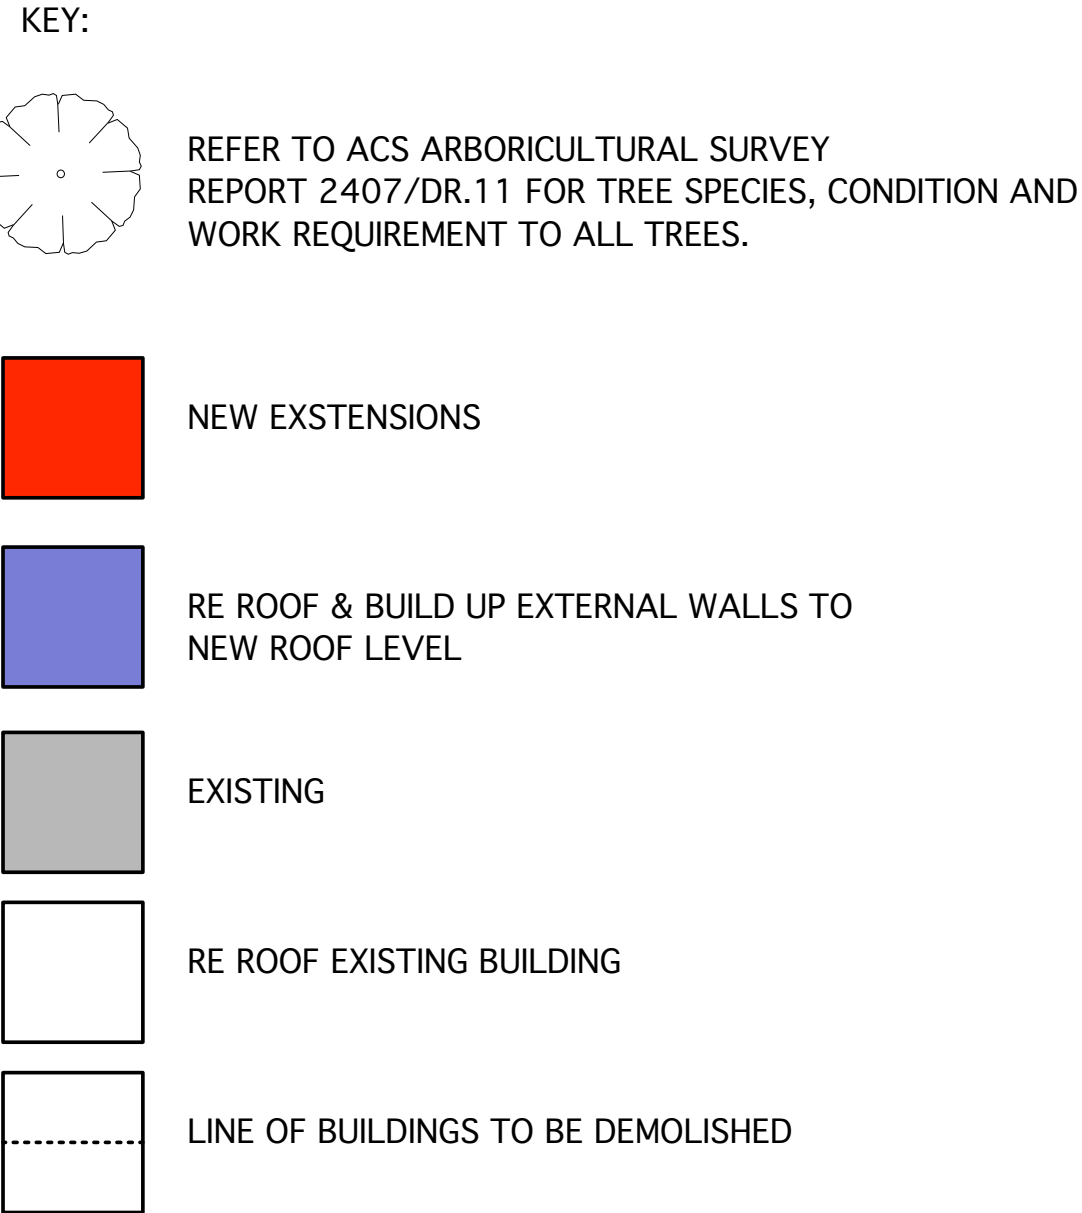 KEY:
REFER TO ACS ARBORICULTURAL SURVEY
REPORT 2407/DR.11 FOR TREE SPECIES, CONDITION AND
WORK REQUIREMENT TO ALL TREES.
NEW EXSTENSIONS
RE ROOF & BUILD UP EXTERNAL WALLS TO
NEW ROOF LEVEL
EXISTING
RE ROOF EXISTING BUILDING
LINE OF BUILDINGS TO BE DEMOLISHED